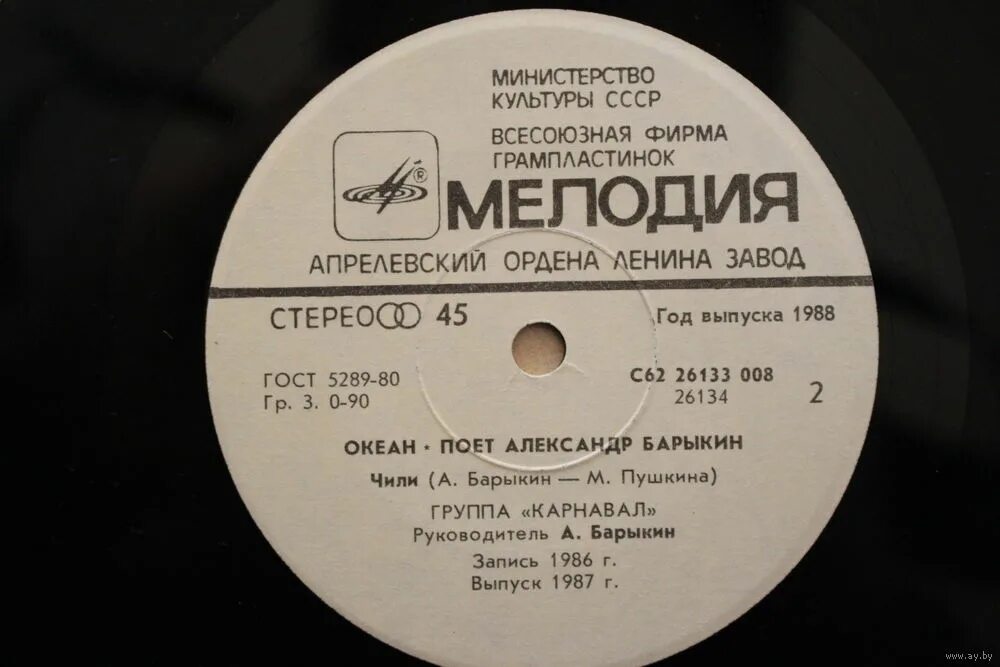 МИНИСТЕРСТВО
КУЛЬТУРЫ СССР
ВСЕСОЮЗНАЯ ФИРМА
ГРАМПЛАСТИНОК
®
МЕЛОДИЯ
АПРЕЛЕВСКИЙ ОРДЕНА ЛЕНИНА ЗАВОД
СТЕРЕО 45 Год выпуска 1988
ГОСТ 5289-80 С62 26133 008
Гр. 3. 0-90 26134 2
ОКЕАН • ПОЕТ АЛЕКСАНДР БАРЫКИН
Чили (А. Барыкин — М. Пушкина)
ГРУППА «КАРНАВАЛ»
Руководитель А. Барыкин
Запись 1986 г.
Выпуск 1987 г.
www.ay.by